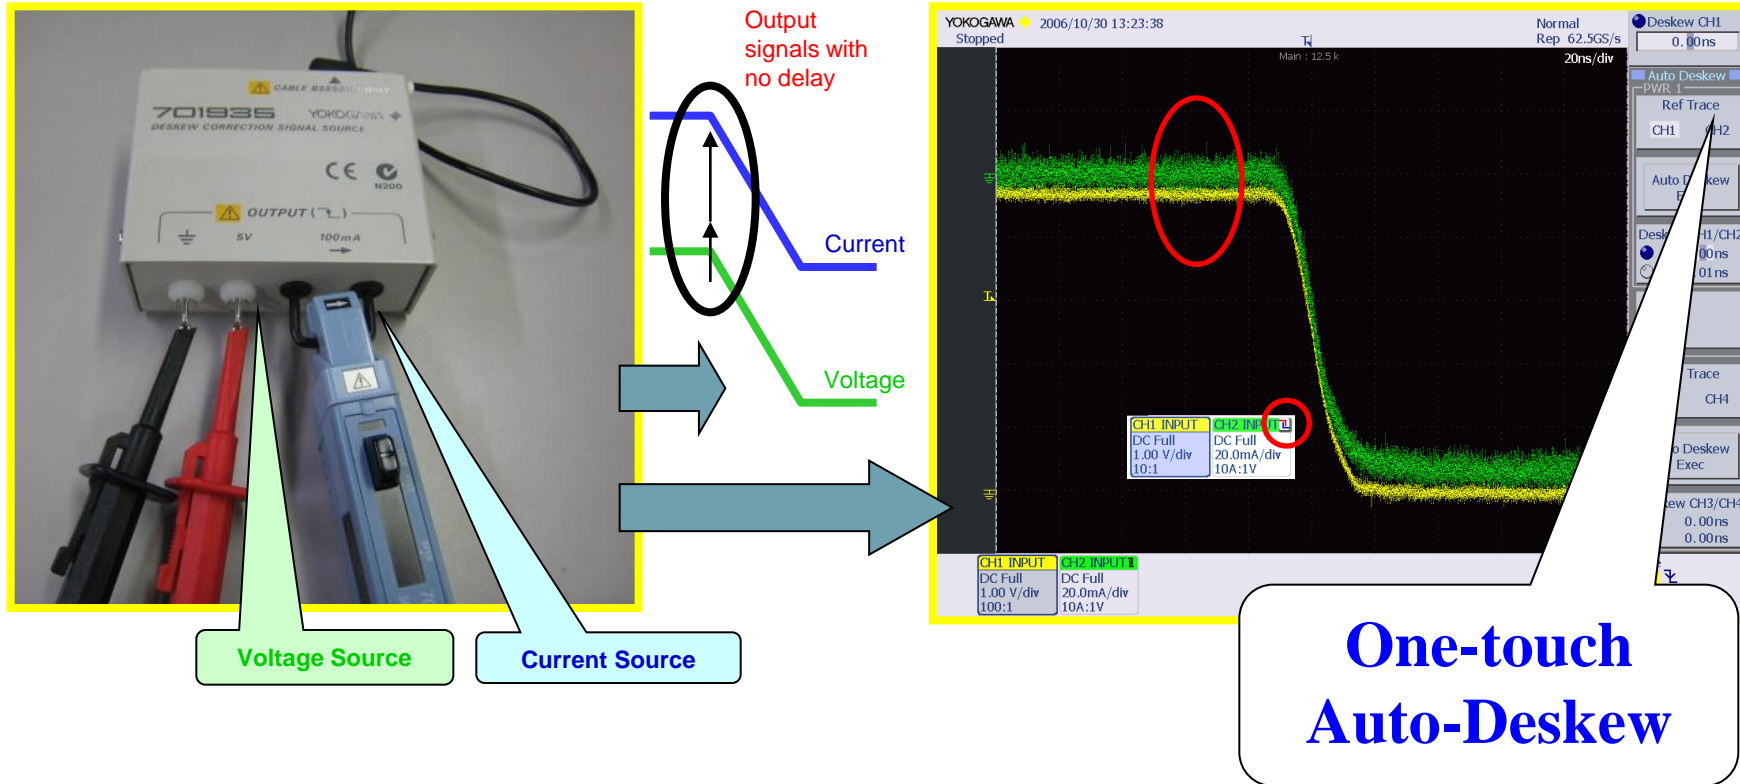 CABLE B9852MJ ONLY
701935 YOKOGAWA
DESKEW CORRECTION SIGNAL SOURCE
CE
N200
OUTPUT ( )
5V 100mA
Voltage Source
Current Source
Output
signals with
no delay
Current
Voltage
YOKOGAWA 2006/10/30 13:23:38
Stopped
Normal
Rep 62.5GS/s
Main : 12.5 k
20ns/div
CH1 INPUT CH2 INPUT
DC Full DC Full
1.00 V/div 20.0mA/div
10:1 10A:1V
CH1 INPUT CH2 INPUT
DC Full DC Full
1.00 V/div 20.0mA/div
100:1 10A:1V
Deskew CH1
0.00ns
Auto Deskew
PWR 1
Ref Trace
CH1 CH2
Auto
Trace
CH4
Deskew
Exec
CH3/CH4
0.00ns
0.00ns
One-touch
Auto-Deskew